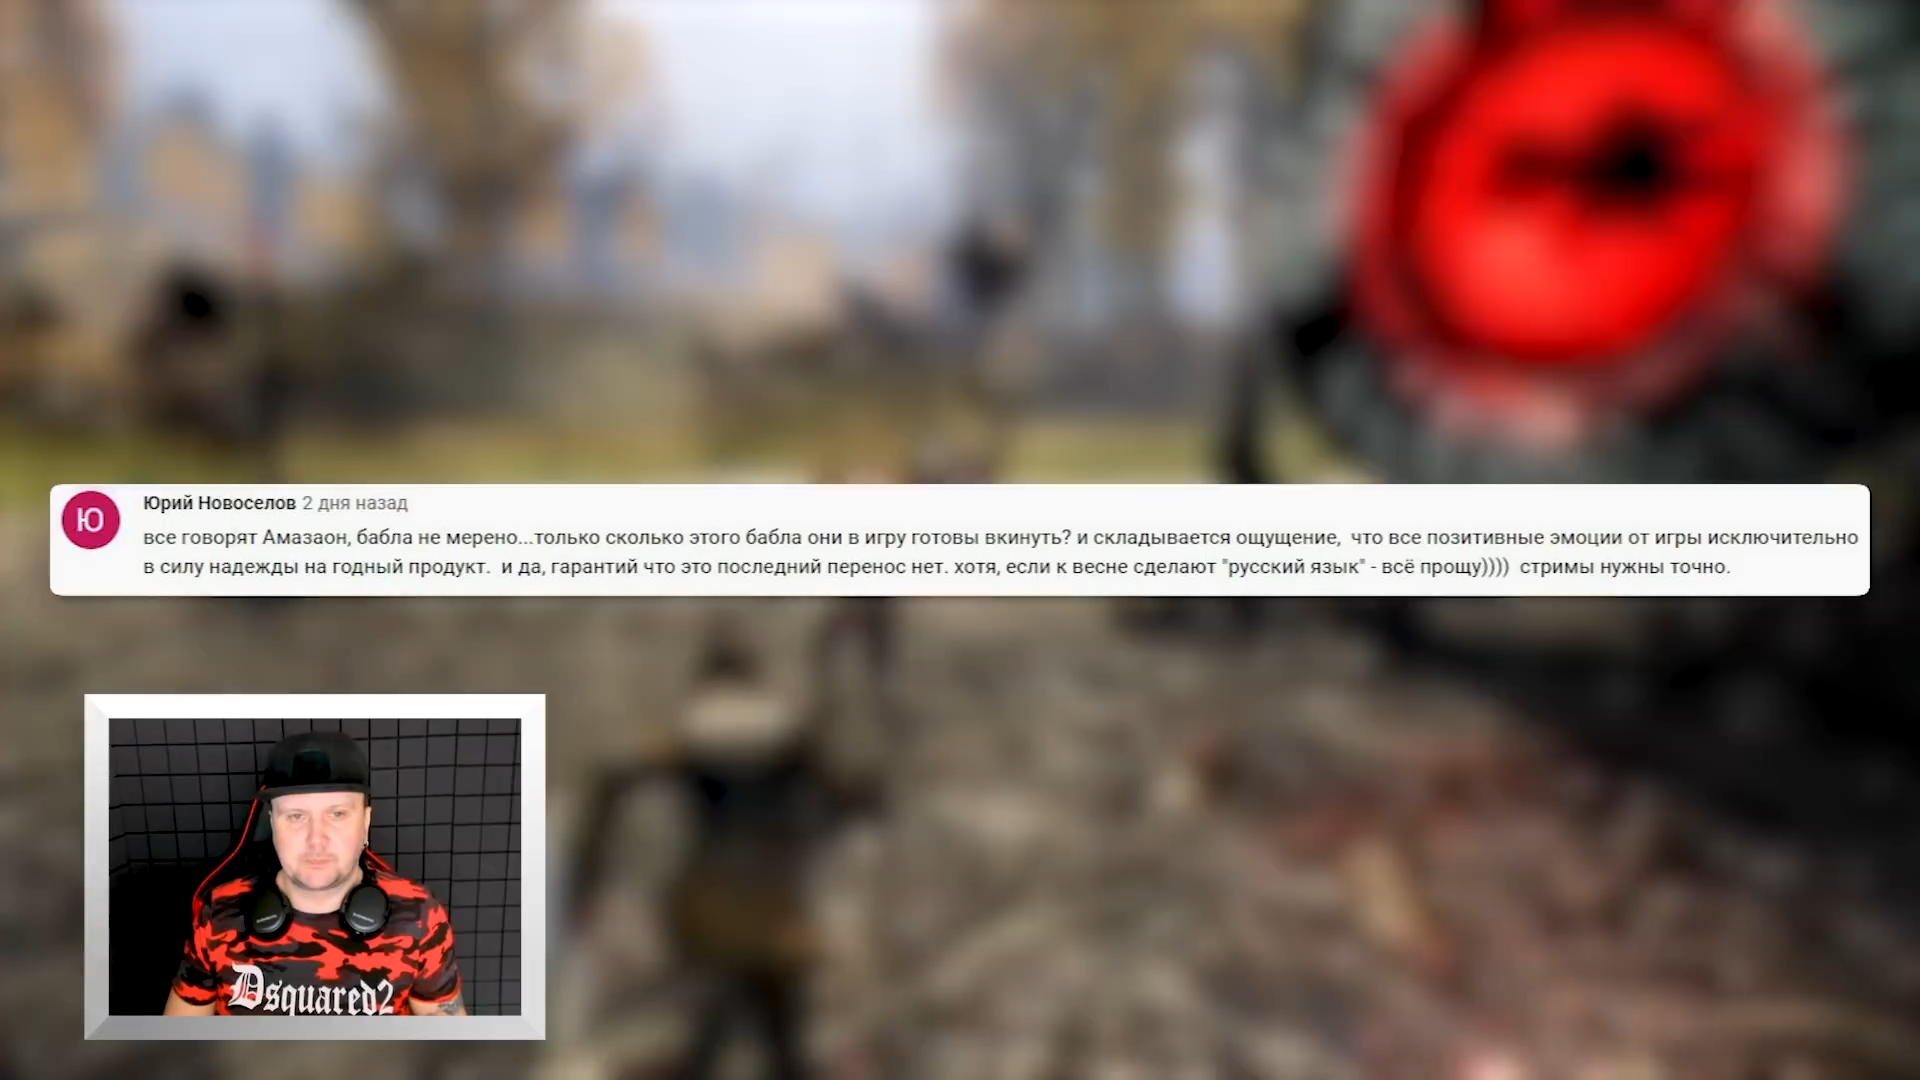 Ю
Юрий Новоселов 2 дня назад
все говорят Амазаон, бабла не мерено...только сколько этого бабла они в игру готовы вкинуть? и складывается ощущение,  что все позитивные эмоции от игры исключительно
в силу надежды на годный продукт.  и да, гарантий что это последний перенос нет. хотя, если к весне сделают "русский язык" - всё прощу))))  стримы нужны точно.
Dsquared2